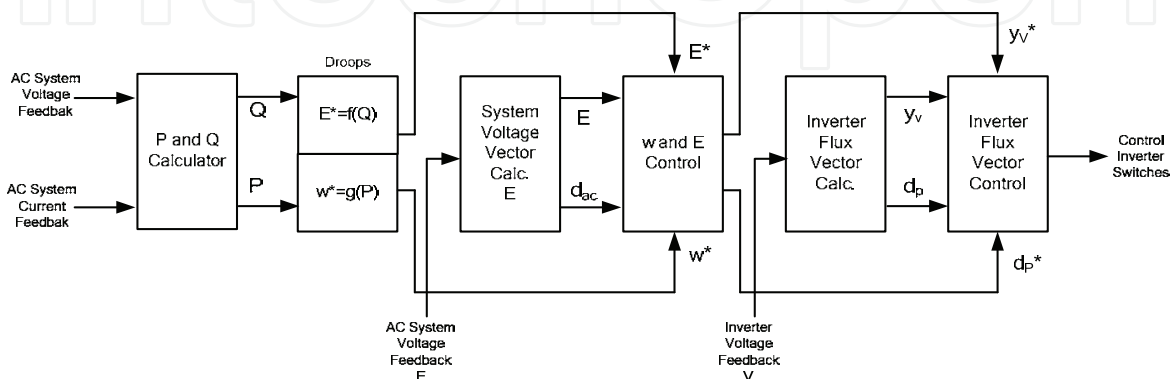 Droops
AC System
Voltage
Feedbak
AC System
Current
Feedbak
P and Q
Calculator
Q
P
E*=f(Q)
w*=g(P)
System
Voltage
Vector
Calc.
E
E
d_ac
E*
w and E
Control
w*
Inverter
Flux
Vector
Calc.
y_V
d_P
y_V*
Inverter
Flux
Vector
Control
d_P*
Control
Inverter
Switches
AC System
Voltage
Feedback
Inverter
Voltage
Feedback